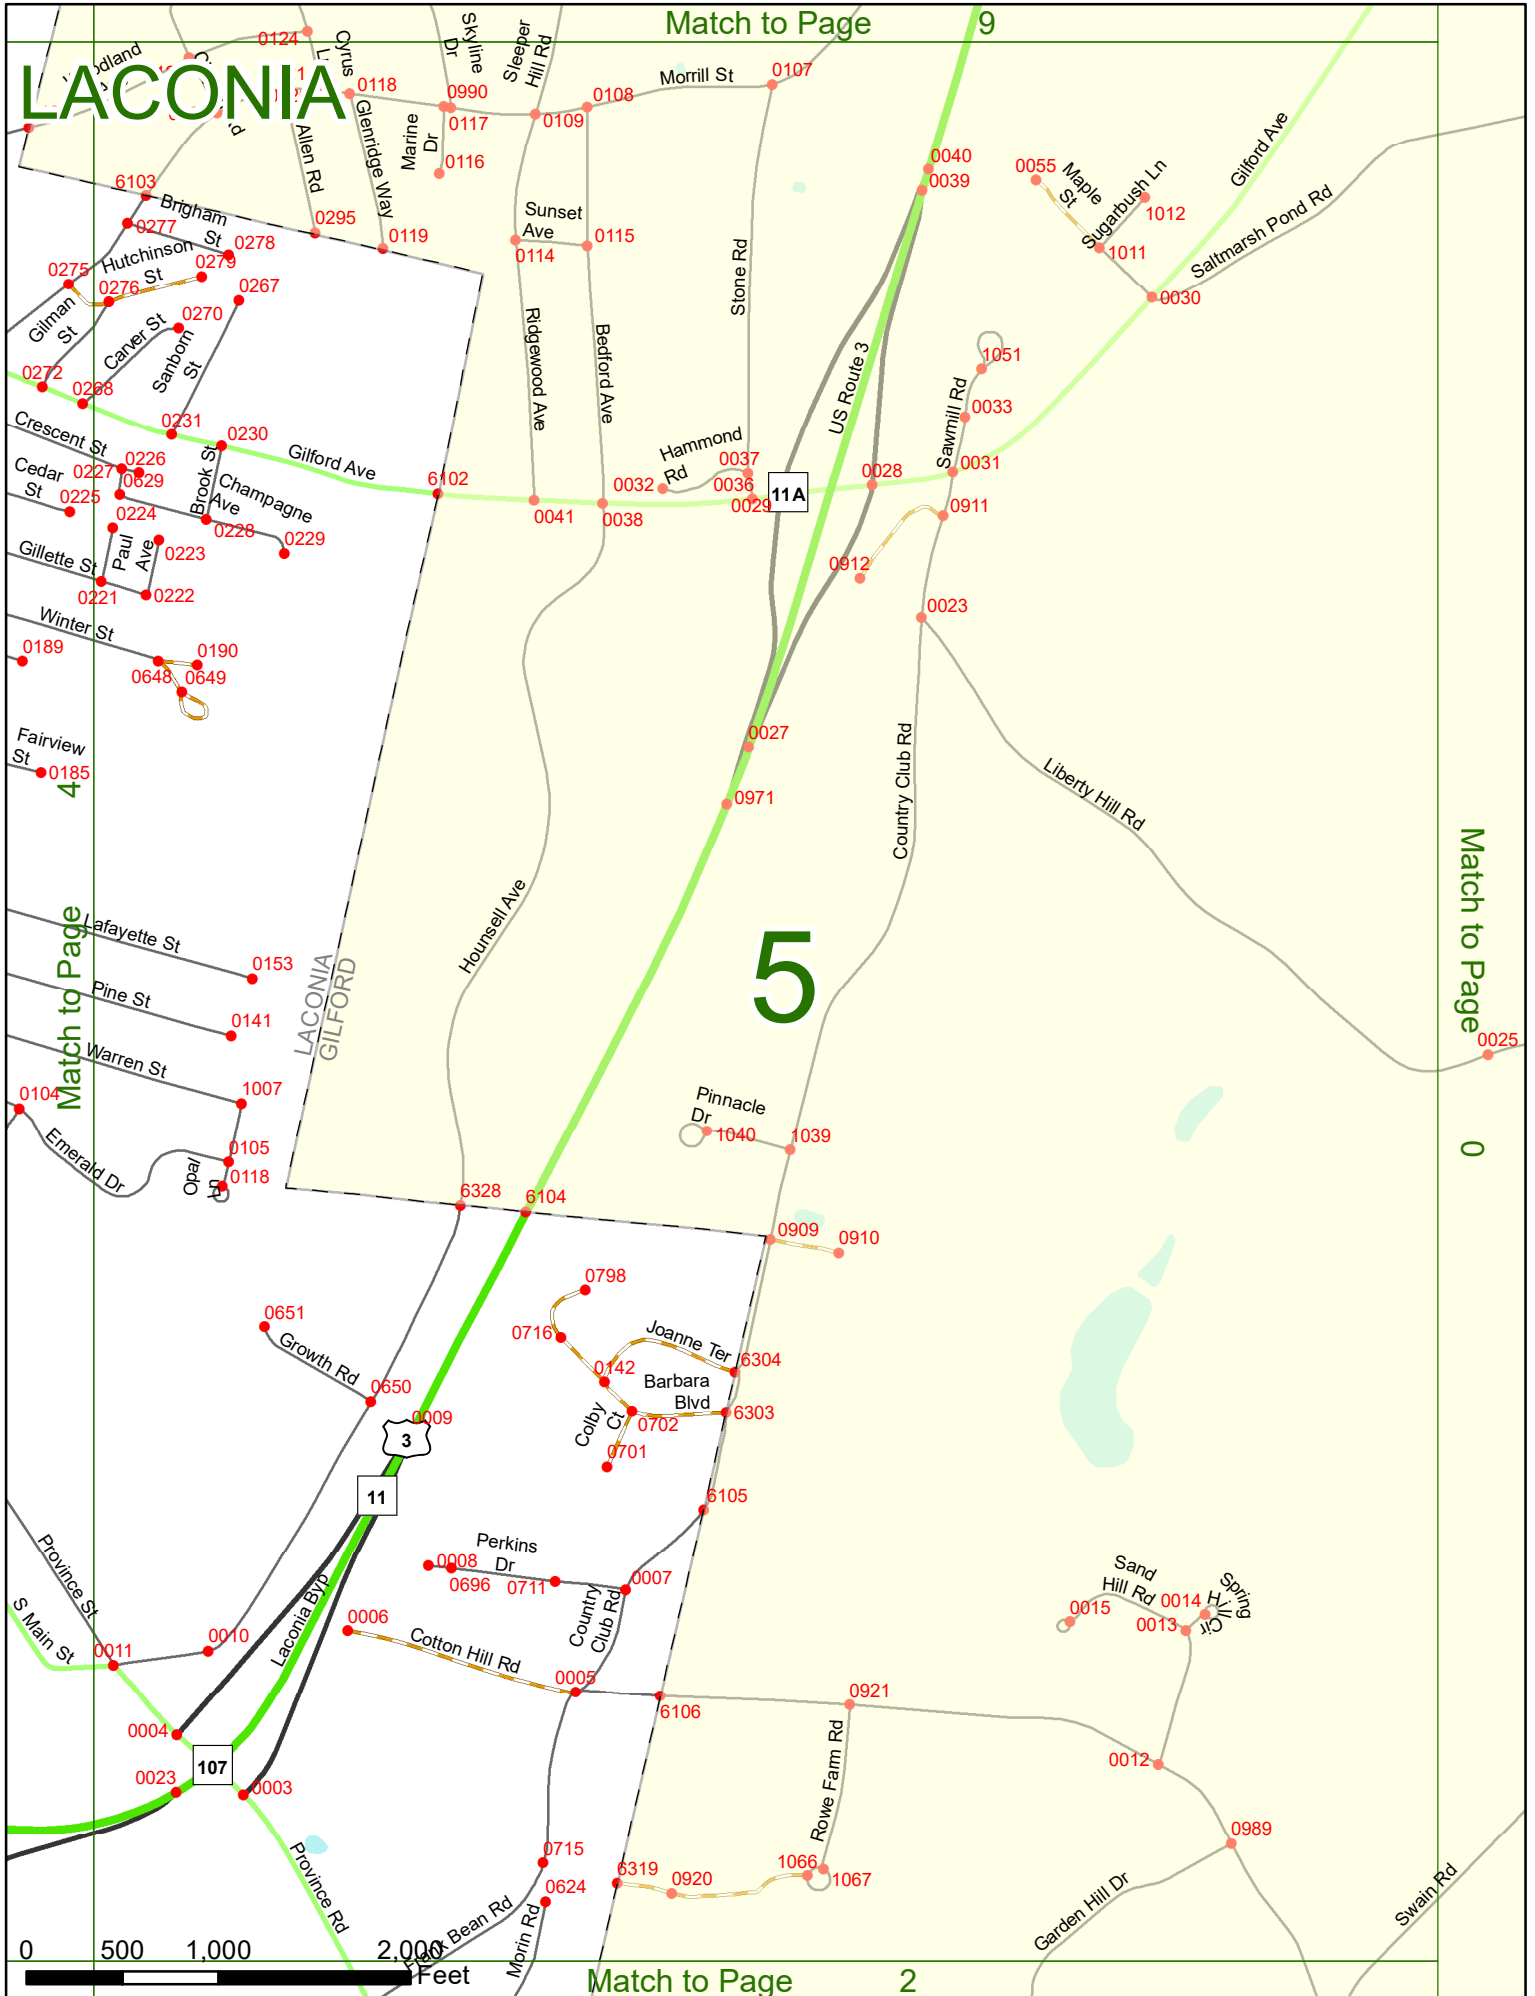 Match to Page 9
LACONIA
0124
Cyrus
Skyline
Dr
Sleeper
Hill Rd
0118
0990
0117
0108
0109
Morrill St
0107
Allen Rd
Glenridge Way
Marine
Dr
0116
0040
0039
0055
Maple
St
Sugarbush Ln
1012
1011
Gilford Ave
Saltmarsh Pond Rd
0030
6103
Brigham
St
0277
0278
0295
0119
Sunset
Ave
0114
0115
Hutchinson
St
0279
0275
0276
0267
Gilman
St
0270
Carver St
Sanborn
St
Stone Rd
Ridgewood Ave
Bedford Ave
US Route 3
1051
0033
Sawmill Rd
0272
0268
0231
0230
Crescent St
Gilford Ave
Hammond
Rd
0037
0032
0036
0029
11A
0028
0031
0911
Cedar
St
0227
0226
0629
0225
Brook St
Champagne
Ave
6102
0041
0038
0224
0228
0229
Paul
Ave
0223
0912
Gillette St
0221
0222
0023
Winter St
0189
0190
0648
0649
Fairview
St
0185
4
0027
0971
Country Club Rd
Liberty Hill Rd
Hounsell Ave
Lafayette St
0153
Match to Page
Pine St
0141
LACONIA
GILFORD
5
Match to Page
0
0025
Warren St
1007
0104
Emerald Dr
0105
Opal
Ln
0118
Pinnacle
Dr
1040
1039
6328
6104
0909
0910
0798
0651
Growth Rd
0716
Joanne Ter
6304
0142
Barbara
Blvd
0650
0009
3
Colby
Ct
0702
6303
0701
11
6105
Province St
Perkins
Dr
0008
0696
0711
0007
Laconia Byp
S Main St
0006
Country
Club Rd
Sand
Hill Rd
0015
0014
0013
Spring
Hill
Cir
0011
0010
Cotton Hill Rd
0005
6106
0921
0004
107
0023
0003
Rowe Farm Rd
0012
0989
Province Rd
0715
0624
6319
0920
1066
1067
Garden Hill Dr
Swain Rd
Frank Bean Rd
Morin Rd
0 500 1,000 2,000
Feet
Match to Page 2